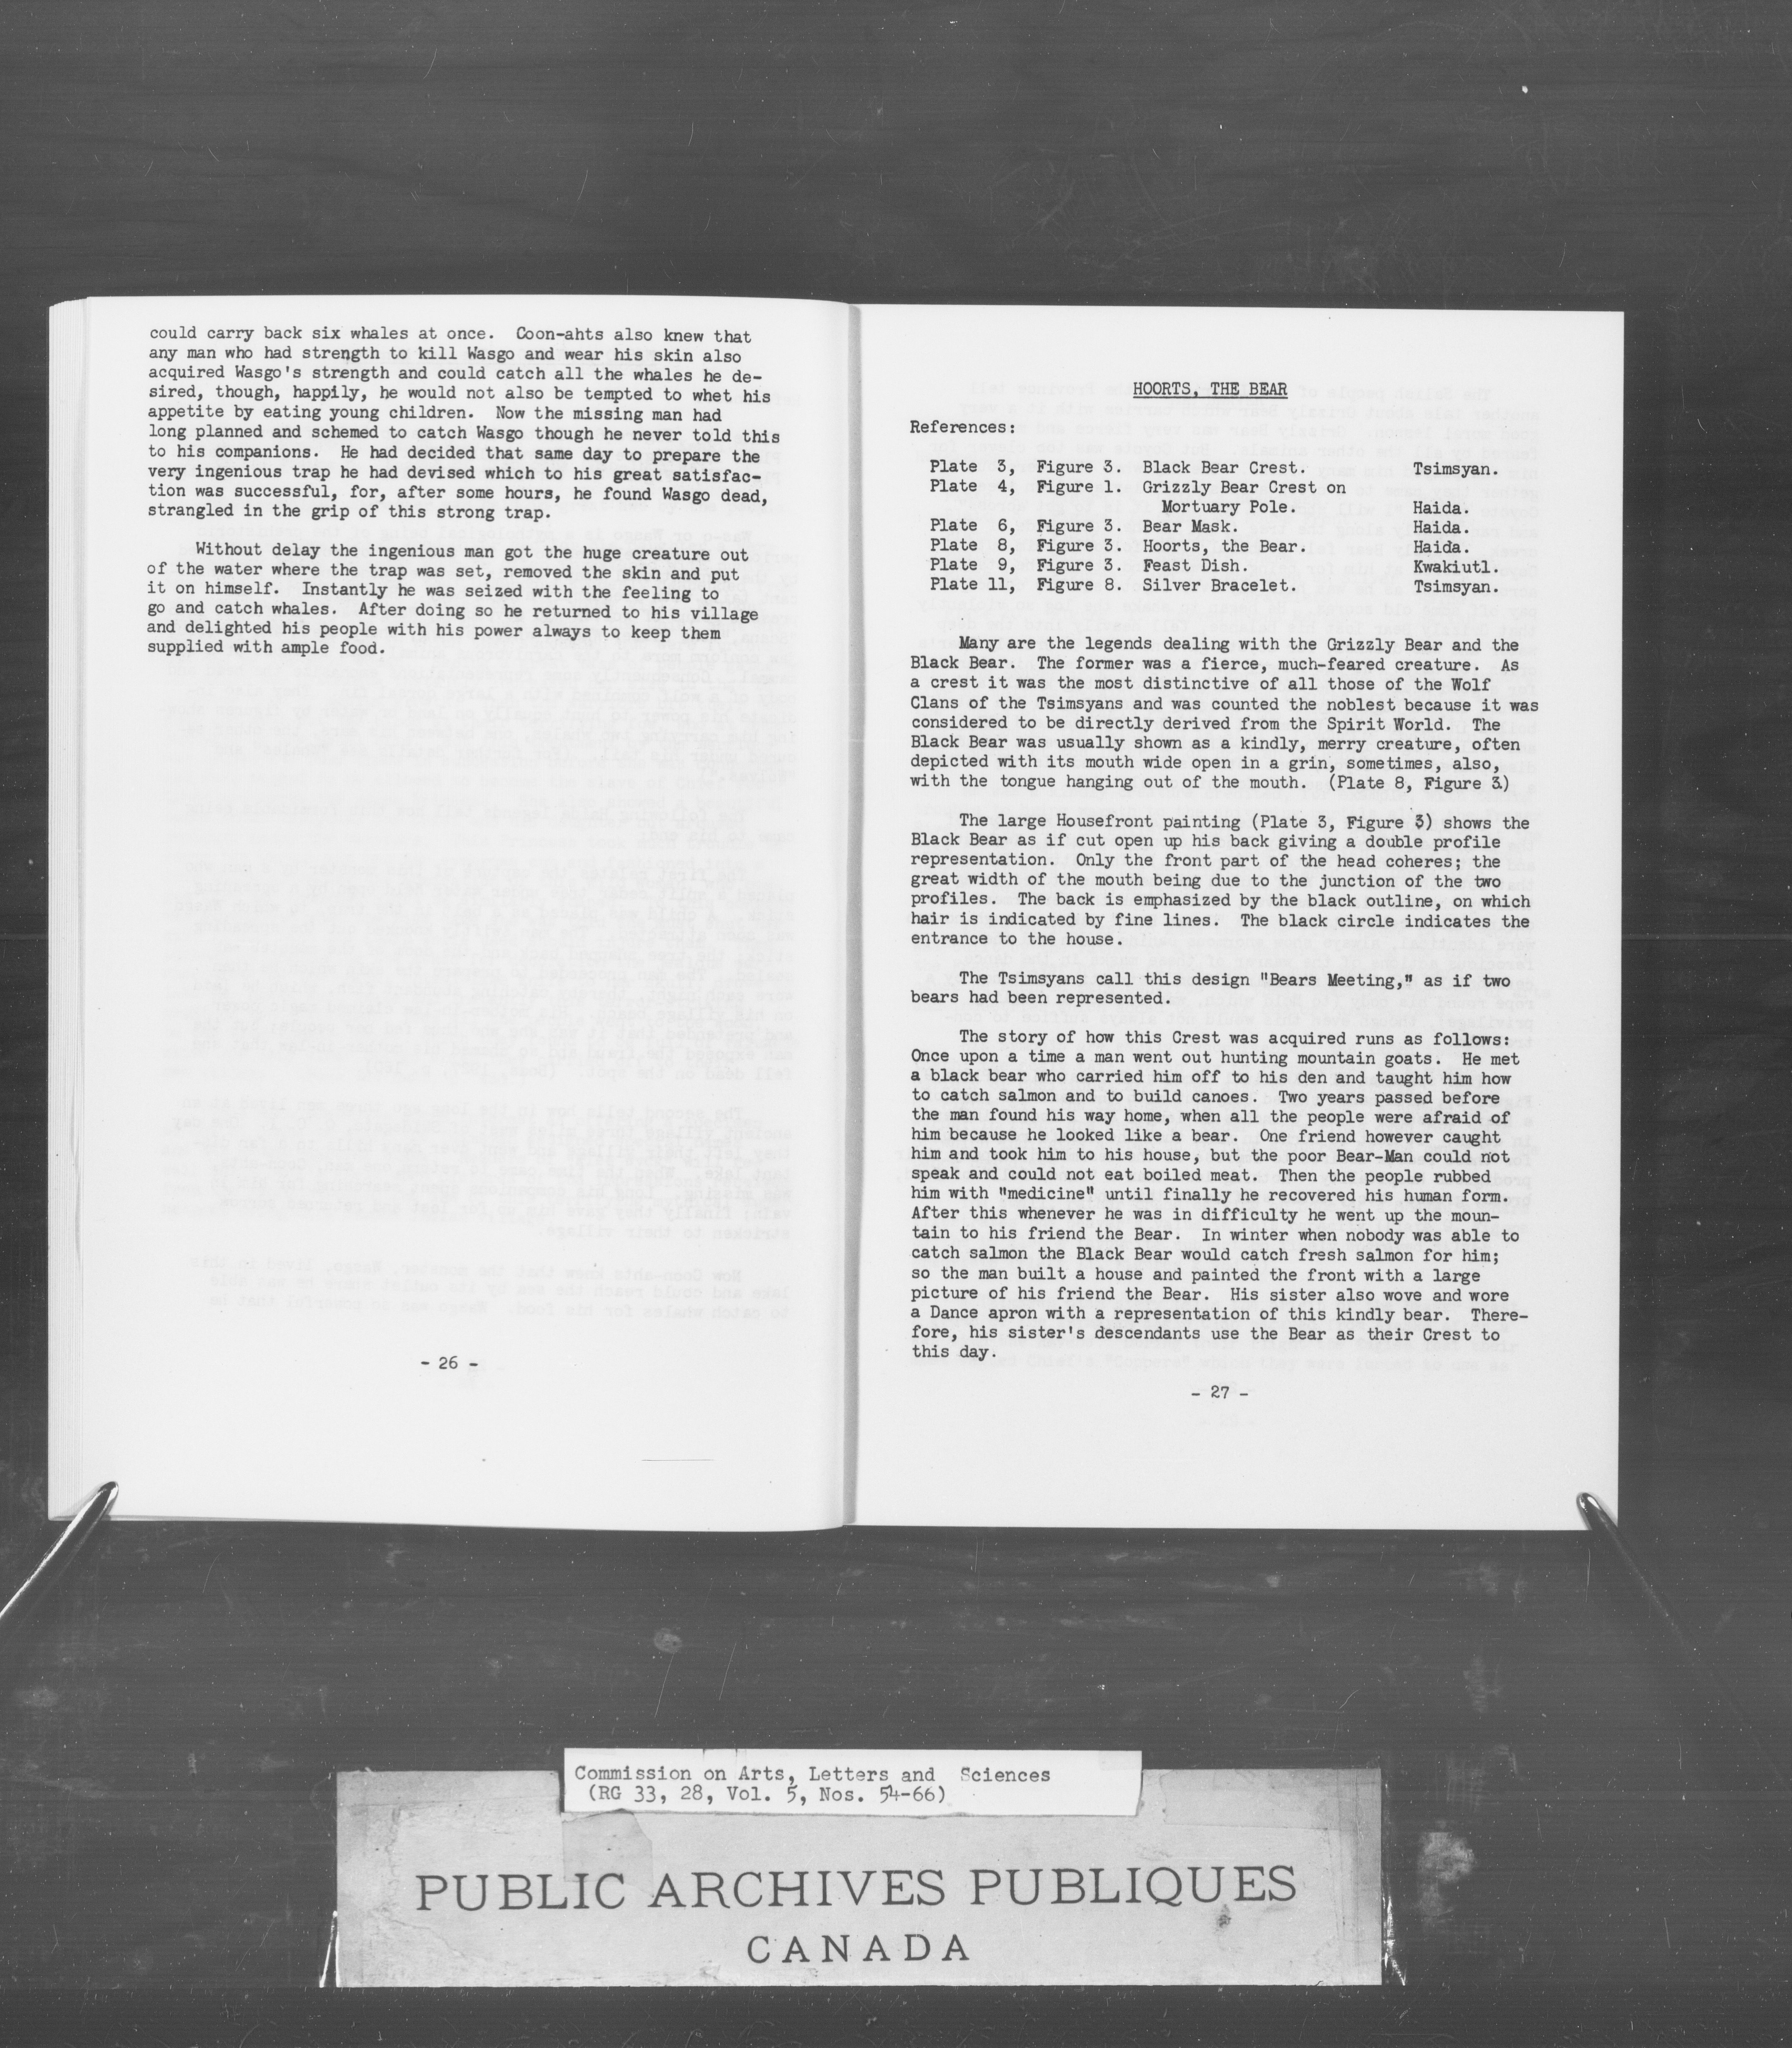 could carry back six whales at once. Coon-ahts also knew that
any man who had strength to kill Wasgo and wear his skin also
acquired Wasgo's strength and could catch all the whales he de-
sired, though, happily, he would not also be tempted to whet his
appetite by eating young children. Now the missing man had
long planned and schemed to catch Wasgo though he never told this
to his companions. He had decided that same day to prepare the
very ingenious trap he had devised which to his great satisfac-
tion was successful, for, after some hours, he found Wasgo dead,
strangled in the grip of this strong trap.
Without delay the ingenious man got the huge creature out
of the water where the trap was set, removed the skin and put
it on himself. Instantly he was seized with the feeling to
go and catch whales. After doing so he returned to his village
and delighted his people with his power always to keep them
supplied with ample food.
- 26 -
HOORTS, THE BEAR
References:
Plate 3, Figure 3. Black Bear Crest. Tsimsyan.
Plate 4, Figure 1. Grizzly Bear Crest on
Mortuary Pole. Haida.
Plate 6, Figure 3. Bear Mask. Haida.
Plate 8, Figure 3. Hoorts, the Bear. Haida.
Plate 9, Figure 3. Feast Dish. Kwakiutl.
Plate 11, Figure 8. Silver Bracelet. Tsimsyan.
Many are the legends dealing with the Grizzly Bear and the
Black Bear. The former was a fierce, much-feared creature. As
a crest it was the most distinctive of all those of the Wolf
Clans of the Tsimsyans and was counted the noblest because it was
considered to be directly derived from the Spirit World. The
Black Bear was usually shown as a kindly, merry creature, often
depicted with its mouth wide open in a grin, sometimes, also,
with the tongue hanging out of the mouth. (Plate 8, Figure 3.)
The large Housefront painting (Plate 3, Figure 3) shows the
Black Bear as if cut open up his back giving a double profile
representation. Only the front part of the head coheres; the
great width of the mouth being due to the junction of the two
profiles. The back is emphasized by the black outline, on which
hair is indicated by fine lines. The black circle indicates the
entrance to the house.
The Tsimsyans call this design "Bears Meeting," as if two
bears had been represented.
The story of how this Crest was acquired runs as follows:
Once upon a time a man went out hunting mountain goats. He met
a black bear who carried him off to his den and taught him how
to catch salmon and to build canoes. Two years passed before
the man found his way home, when all the people were afraid of
him because he looked like a bear. One friend however caught
him and took him to his house, but the poor Bear-Man could not
speak and could not eat boiled meat. Then the people rubbed
him with "medicine" until finally he recovered his human form.
After this whenever he was in difficulty he went up the moun-
tain to his friend the Bear. In winter when nobody was able to
catch salmon the Black Bear would catch fresh salmon for him;
so the man built a house and painted the front with a large
picture of his friend the Bear. His sister also wove and wore
a Dance apron with a representation of this kindly bear. There-
fore, his sister's descendants use the Bear as their Crest to
this day.
- 27 -
Commission on Arts, Letters and Sciences
(RG 33, 28, Vol. 5, Nos. 54-66)
PUBLIC ARCHIVES PUBLIQUES
CANADA